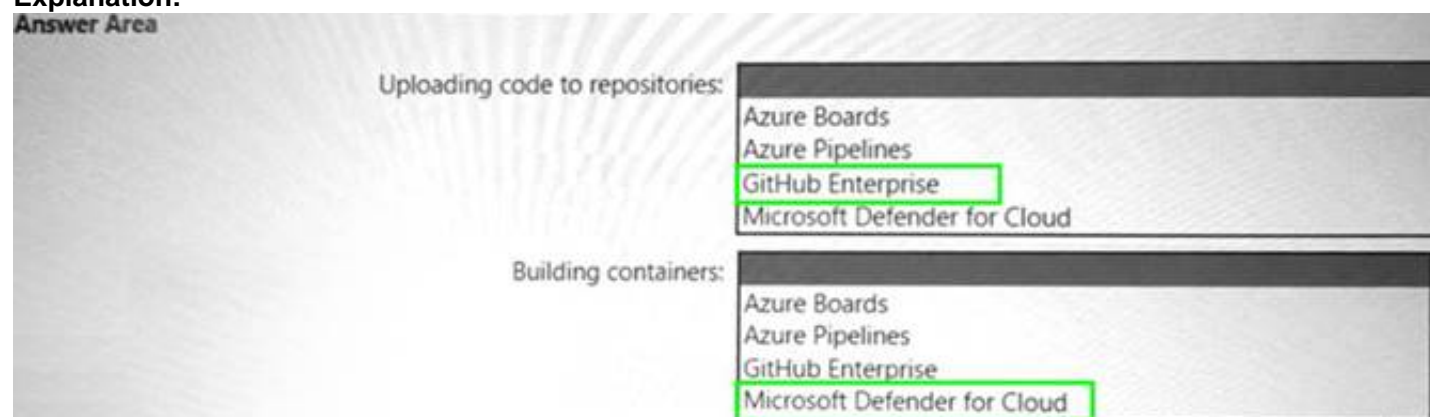 Explanation:
Answer Area
Uploading code to repositories:
Azure Boards
Azure Pipelines
GitHub Enterprise
Microsoft Defender for Cloud
Building containers:
Azure Boards
Azure Pipelines
GitHub Enterprise
Microsoft Defender for Cloud